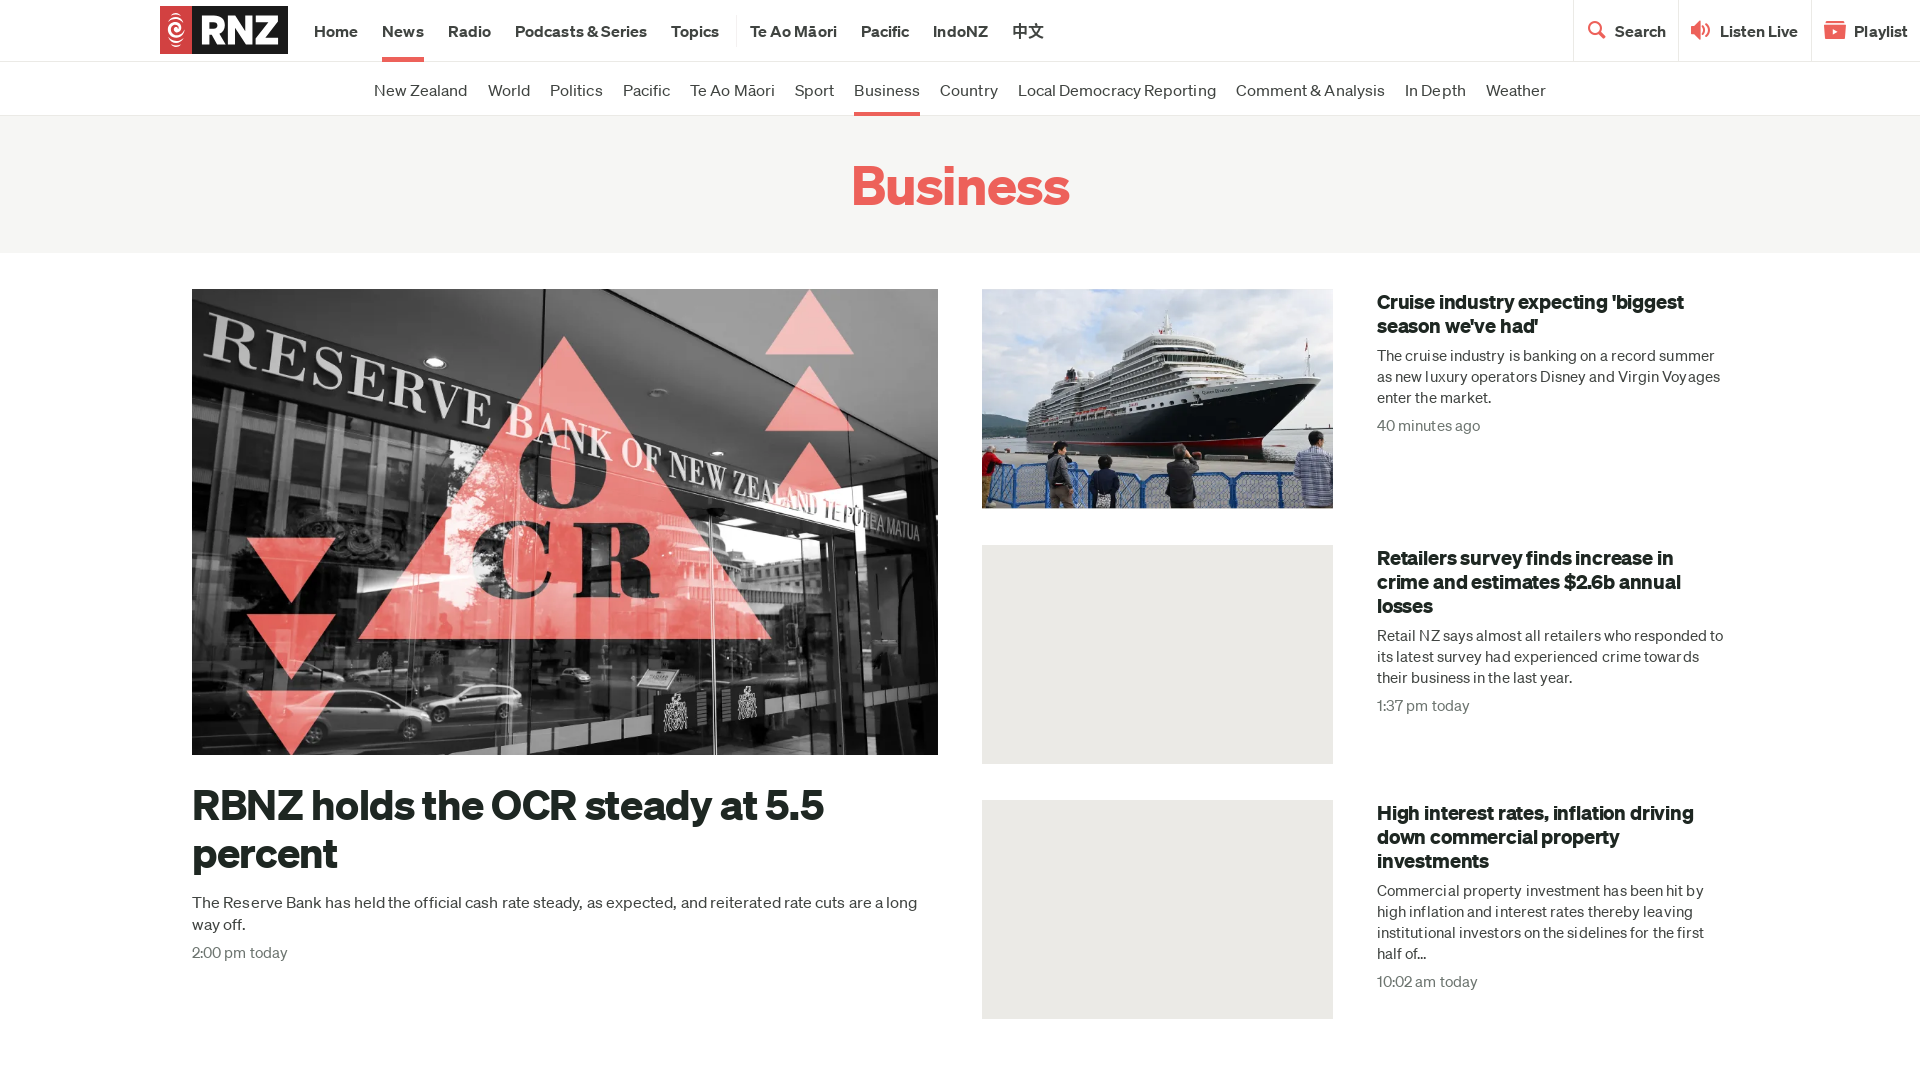 RNZ
Home
News
Radio
Podcasts & Series
Topics
Te Ao Māori
Pacific
IndoNZ
中文
Search
Listen Live
Playlist
New Zealand
World
Politics
Pacific
Te Ao Māori
Sport
Business
Country
Local Democracy Reporting
Comment & Analysis
In Depth
Weather
Business
RESERVE BANK OF NEW ZEALAND TE PŪTEA MATUA
O
CR
RBNZ holds the OCR steady at 5.5
percent
The Reserve Bank has held the official cash rate steady, as expected, and reiterated rate cuts are a long
way off.
2:00 pm today
Cruise industry expecting 'biggest
season we've had'
The cruise industry is banking on a record summer
as new luxury operators Disney and Virgin Voyages
enter the market.
40 minutes ago
Retailers survey finds increase in
crime and estimates $2.6b annual
losses
Retail NZ says almost all retailers who responded to
its latest survey had experienced crime towards
their business in the last year.
1:37 pm today
High interest rates, inflation driving
down commercial property
investments
Commercial property investment has been hit by
high inflation and interest rates thereby leaving
institutional investors on the sidelines for the first
half of...
10:02 am today